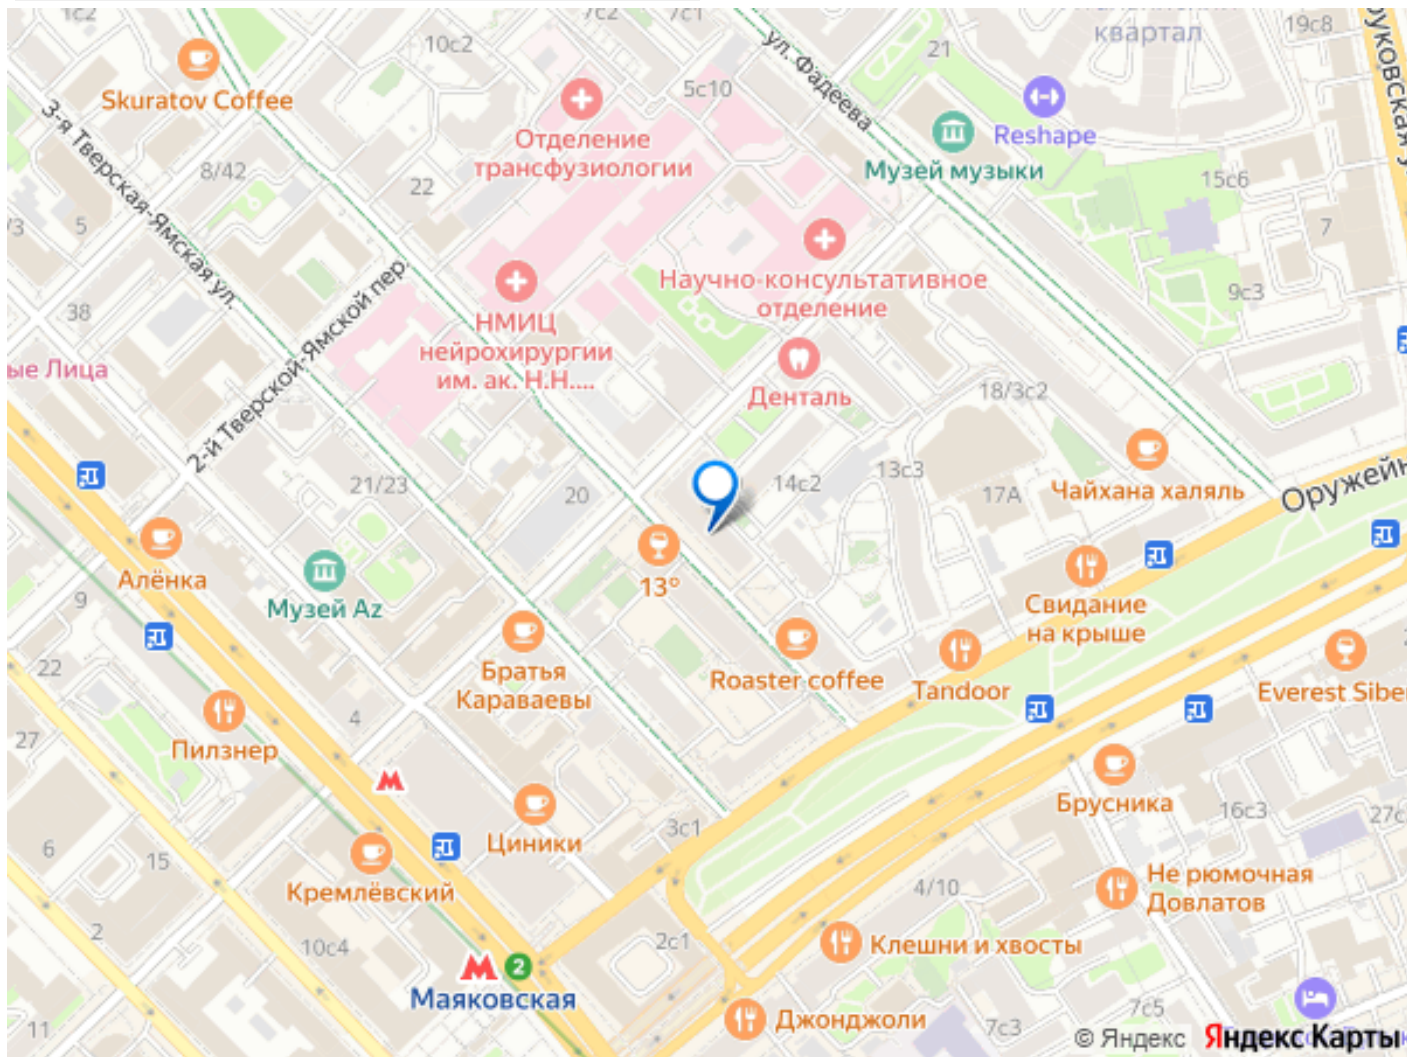 1с2
7с2
7с1
10с2
21
квартал
19с8
Skuratov Coffee
5с10
ул. Фадеева
Reshape
Отделение
трансфузиологии
Музей музыки
3-я Тверская-Ямская ул.
8/42
22
15с6
7
/3
5
Научно-консультативное
отделение
9с3
38
НМИЦ
нейрохирургии
им. ак. Н.Н....
2-й Тверской-Ямской пер.
ые Лица
Денталь
18/3с2
21/23
20
14с2
13с3
17А
Чайхана халяль
Оружейн
Алёнка
Музей Az
13°
Свидание
на крыше
9
22
Братья
Караваевы
Roaster coffee
Tandoor
Everest Siber
4
27
Пилзнер
М
Циники
3с1
Брусника
16с3
27с
6
15
Кремлёвский
4/10
Не рюмочная
Довлатов
2
10с4
2с1
Клешни и хвосты
М 2
Маяковская
11
Джонджоли
7с3
7с5
© Яндекс Яндекс Карты